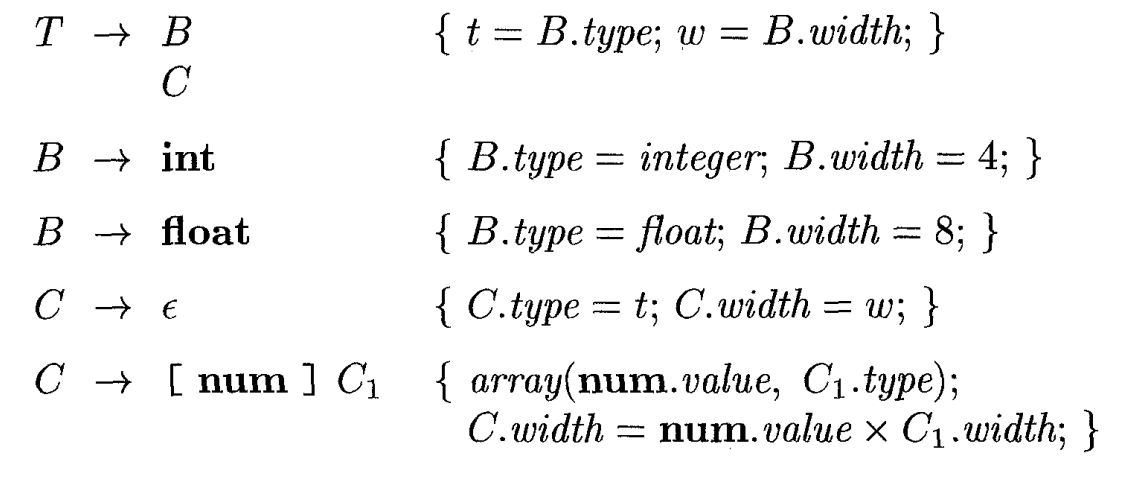 T → B { t = B.type; w = B.width; }
C
B → int { B.type = integer; B.width = 4; }
B → float { B.type = float; B.width = 8; }
C → ϵ { C.type = t; C.width = w; }
C → [ num ] C₁ { array(num.value, C₁.type);
C.width = num.value × C₁.width; }